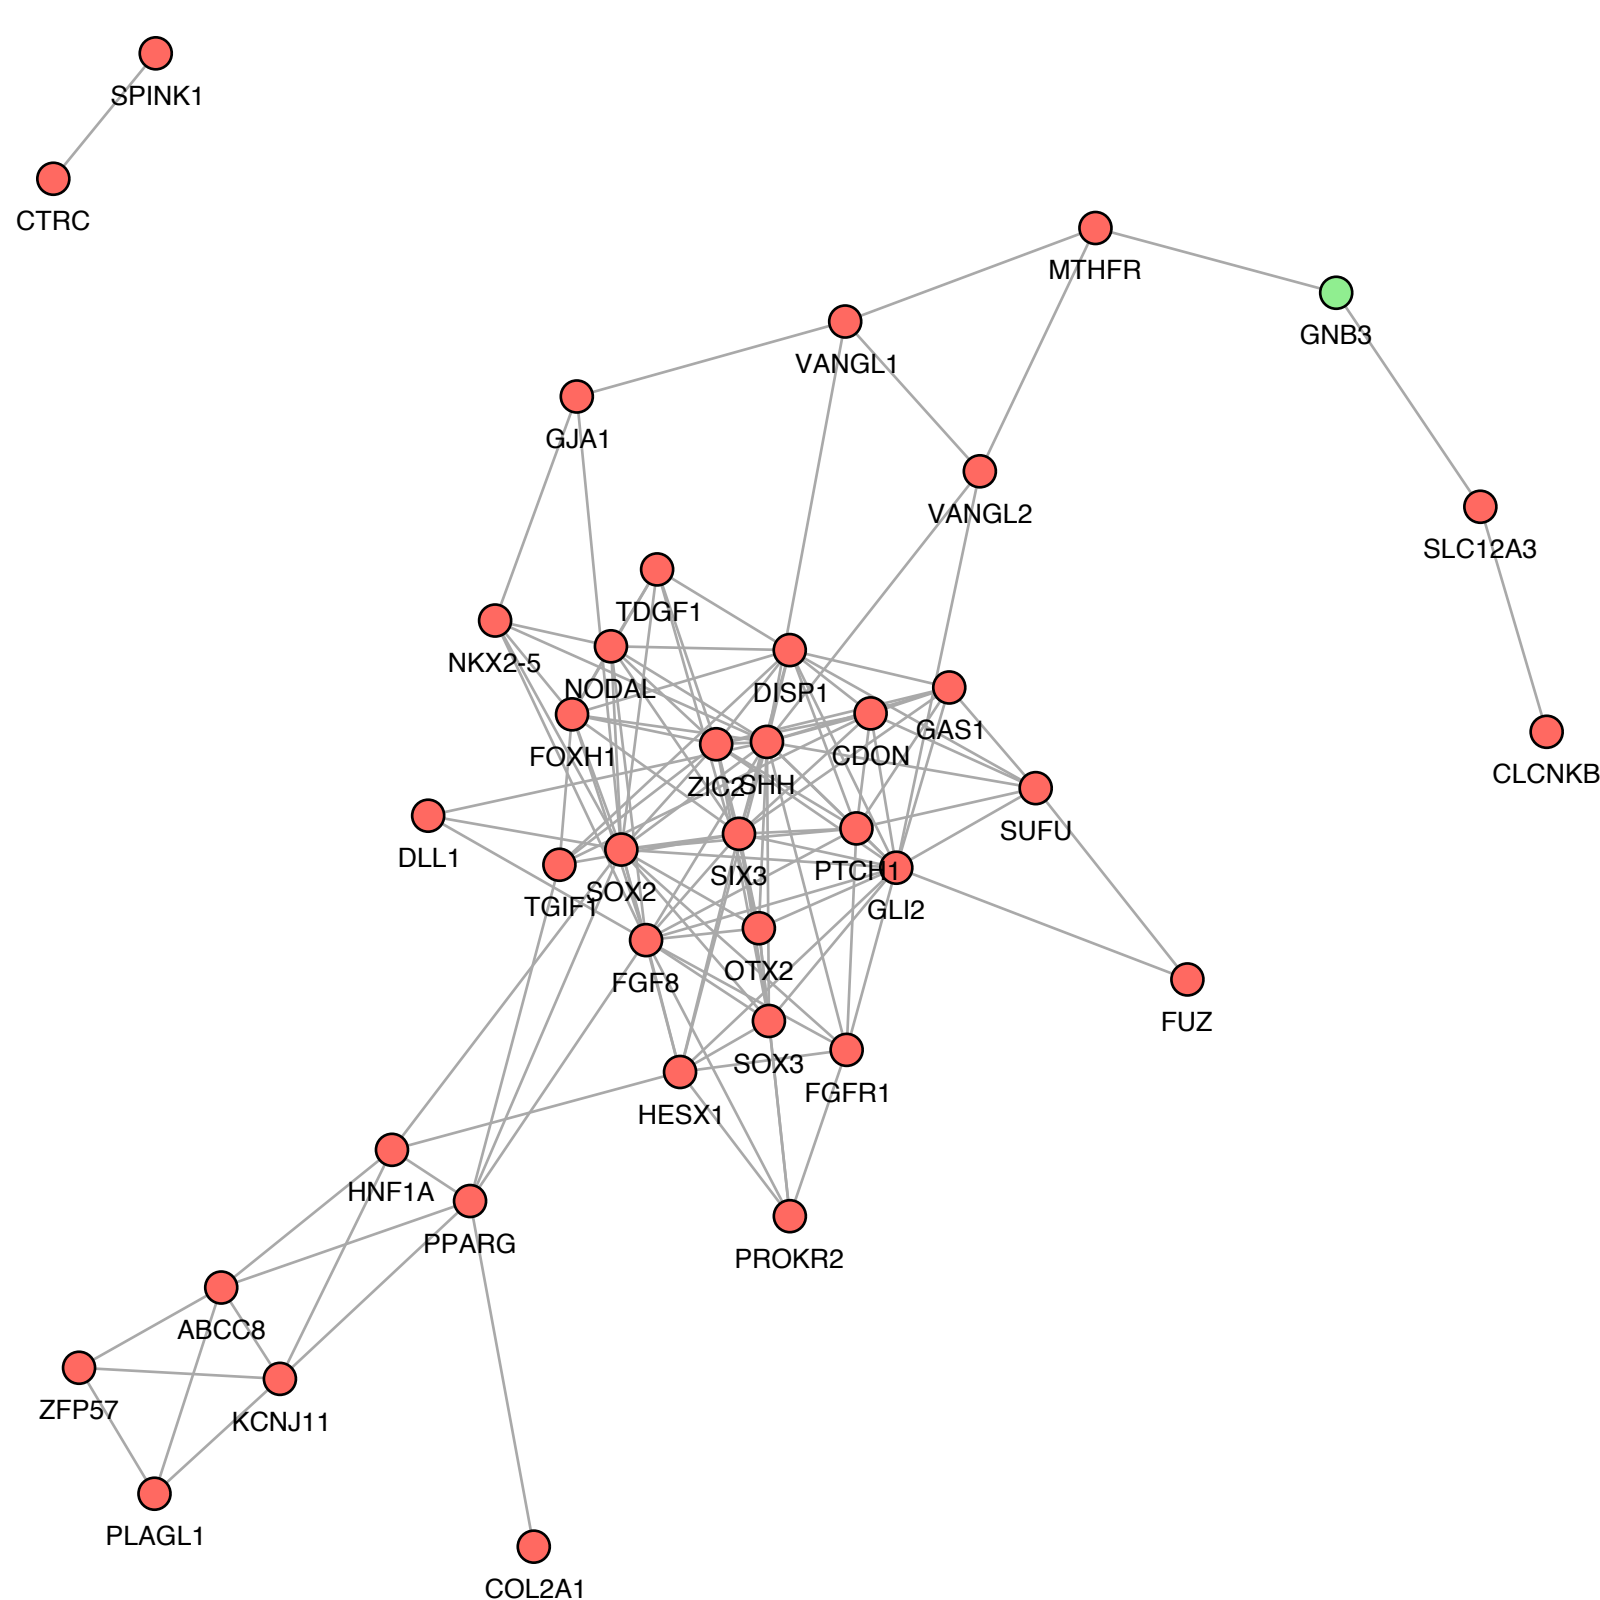 SPINK1
CTRC
MTHFR
GNB3
VANGL1
GJA1
VANGL2
SLC12A3
TDGF1
NKX2-5
NODAL
DISP1
GAS1
FOXH1
CDON
ZIC2
SHH
CLCNKB
SUFU
DLL1
SIX3
PTCH1
SOX2
TGIF1
GLI2
OTX2
FGF8
FUZ
SOX3
FGFR1
HESX1
HNF1A
PPARG
PROKR2
ABCC8
ZFP57
KCNJ11
PLAGL1
COL2A1